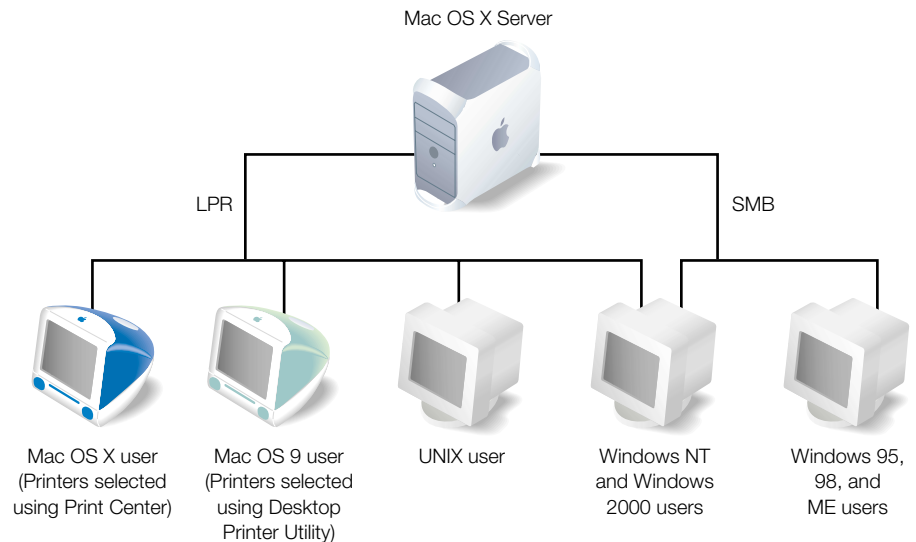 Mac OS X Server
LPR
SMB
Mac OS X user
(Printers selected
using Print Center)
Mac OS 9 user
(Printers selected
using Desktop
Printer Utility)
UNIX user
Windows NT
and Windows
2000 users
Windows 95,
98, and
ME users